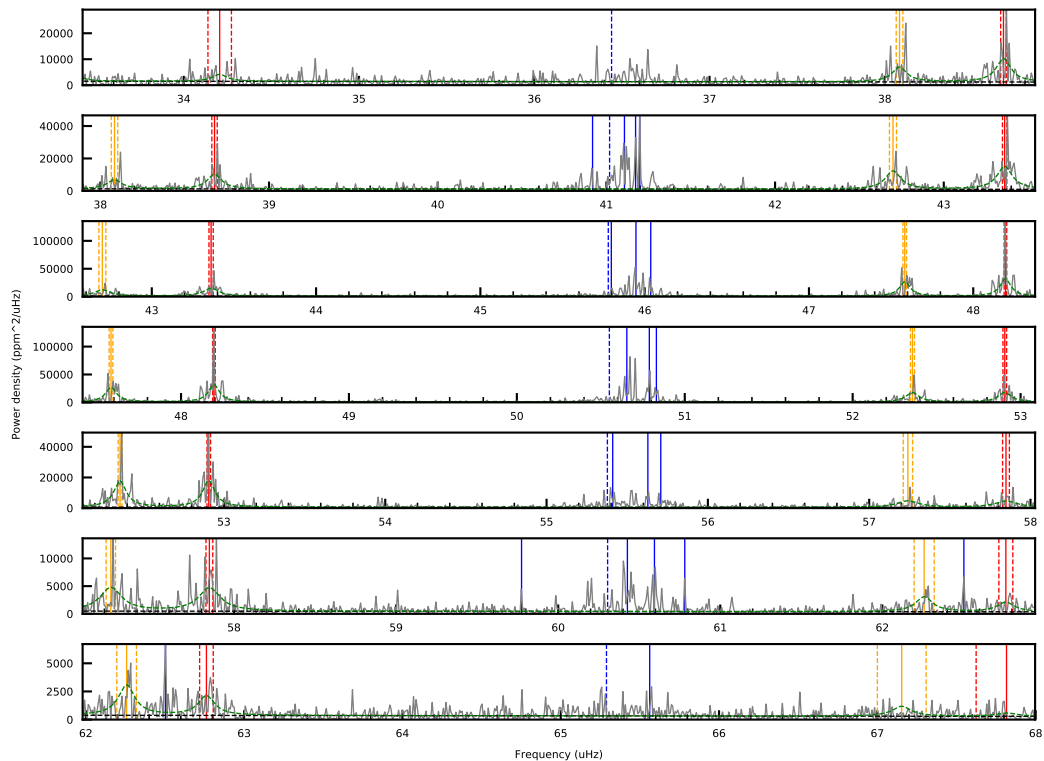 20000
10000
0
34 35 36 37 38
40000
20000
0
38 39 40 41 42 43
100000
50000
0
43 44 45 46 47 48
Power density (ppm^2/uHz)
100000
50000
0
48 49 50 51 52 53
40000
20000
0
53 54 55 56 57 58
10000
5000
0
58 59 60 61 62
5000
2500
0
62 63 64 65 66 67 68
Frequency (uHz)